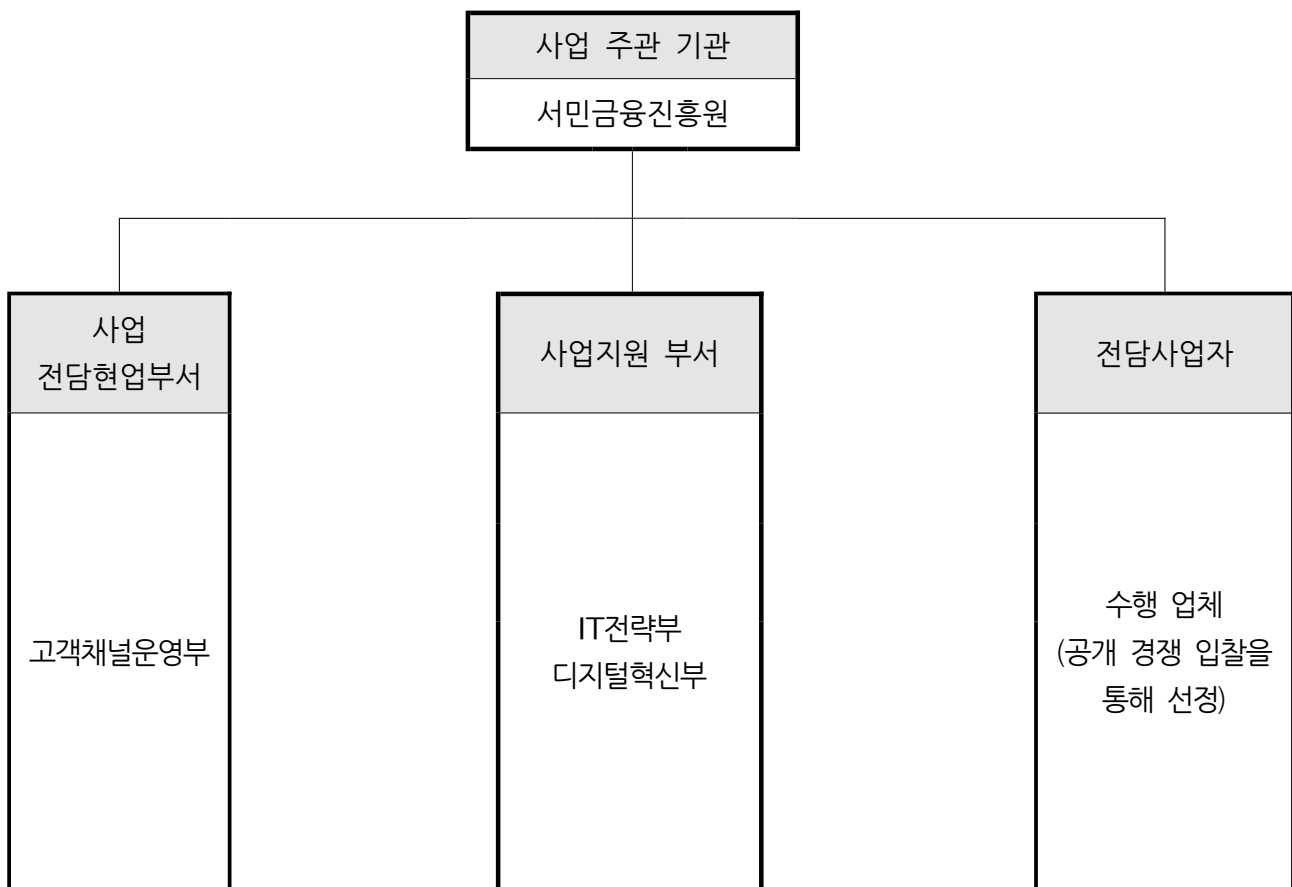 사업 주관 기관
서민금융진흥원
사업
전담현업부서
고객채널운영부
사업지원 부서
IT전략부
디지털혁신부
전담사업자
수행 업체
(공개 경쟁 입찰을
통해 선정)